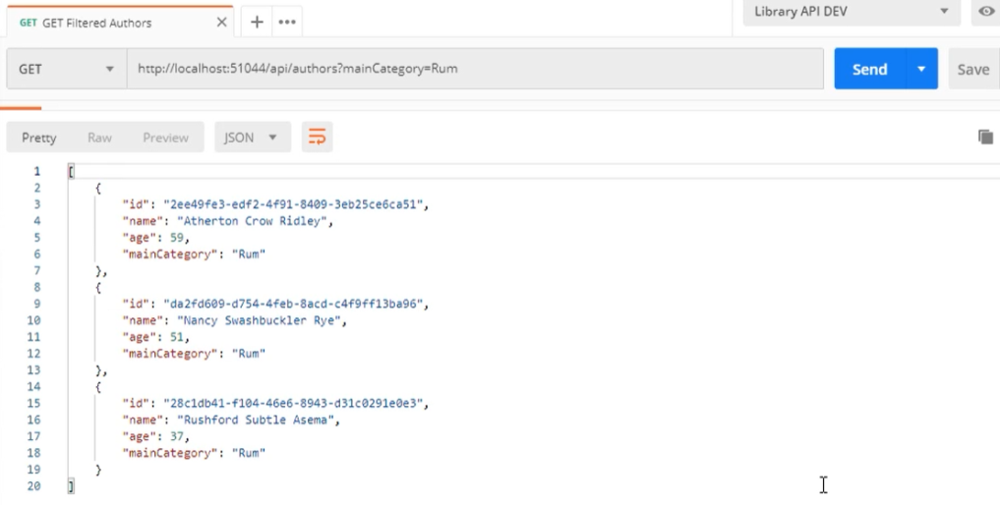 GET GET Filtered Authors
Library API DEV
GET http://localhost:51044/api/authors?mainCategory=Rum Send Save
Pretty Raw Preview JSON
1 [
2 {
3 "id": "2ee49fe3-edf2-4f91-8409-3eb25ce6ca51",
4 "name": "Atherton Crow Ridley",
5 "age": 59,
6 "mainCategory": "Rum"
7 },
8 {
9 "id": "da2fd609-d754-4feb-8acd-c4f9ff13ba96",
10 "name": "Nancy Swashbuckler Rye",
11 "age": 51,
12 "mainCategory": "Rum"
13 },
14 {
15 "id": "28c1db41-f104-46e6-8943-d31c0291e0e3",
16 "name": "Rushford Subtle Asema",
17 "age": 37,
18 "mainCategory": "Rum"
19 }
20 ]